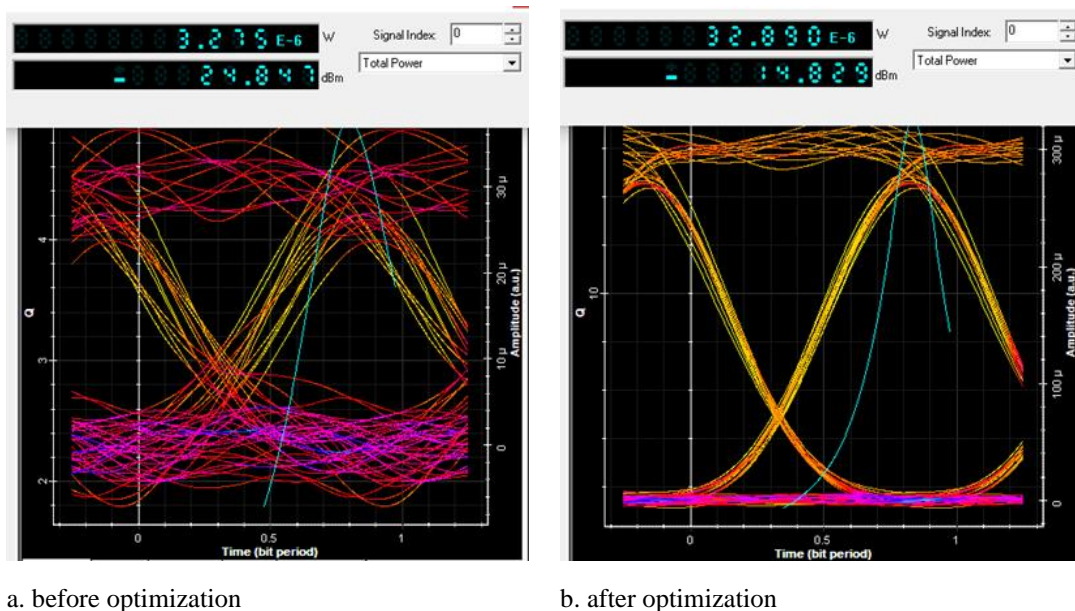 3.275 E-6 W
Signal Index: 0
- 24.847 dBm
Total Power
4
3
2
Q
30 µ
20 µ
10 µ
0
Amplitude (a.u.)
0
0.5
1
Time (bit period)
a. before optimization
32.890 E-6 W
Signal Index: 0
- 14.829 dBm
Total Power
10
Q
300 µ
200 µ
100 µ
0
Amplitude (a.u.)
0
0.5
1
Time (bit period)
b. after optimization